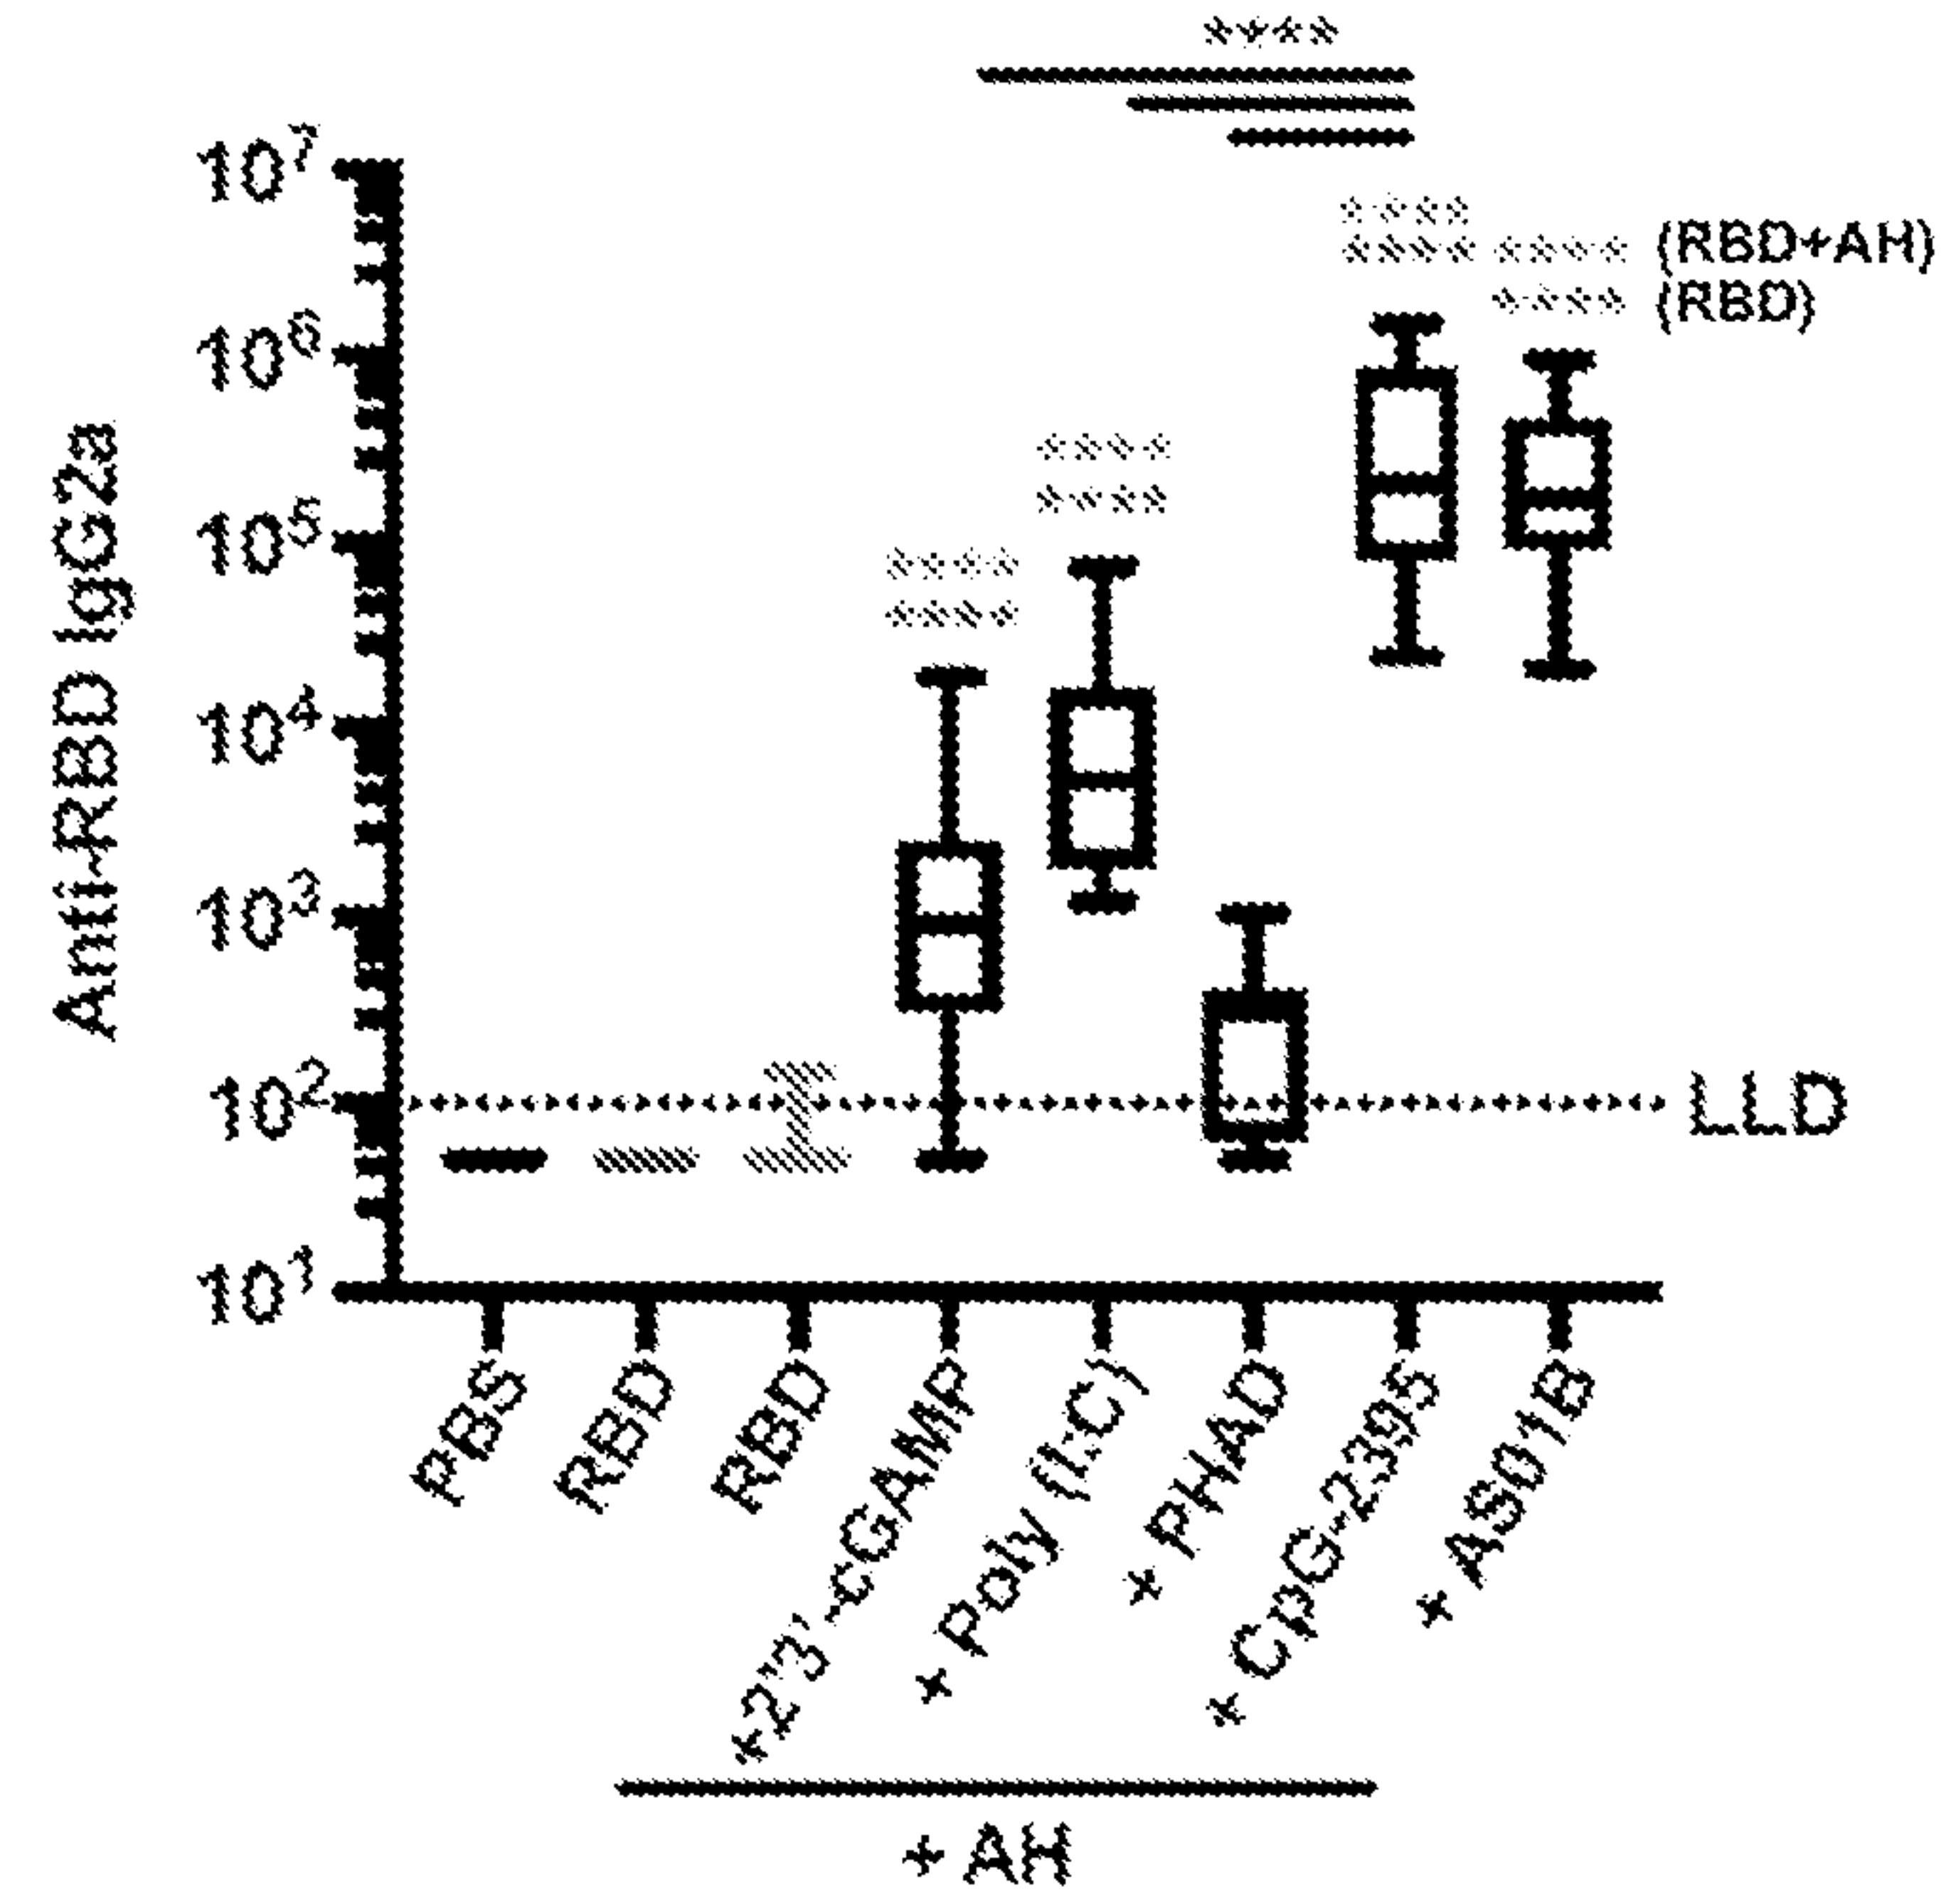 ****
10⁷
**** **** (RBD+AH)
**** **** (RBD)
10⁶
****
****
10⁵
****
****
10⁴
10³
10² LLD
10¹
Anti-RBD IgG2a
PBS
RBD
RBD
+2'3'-cGAMP
+ Poly (I:C)
+ PHAD
+ CpG-2395
+ AS01B
+ AH